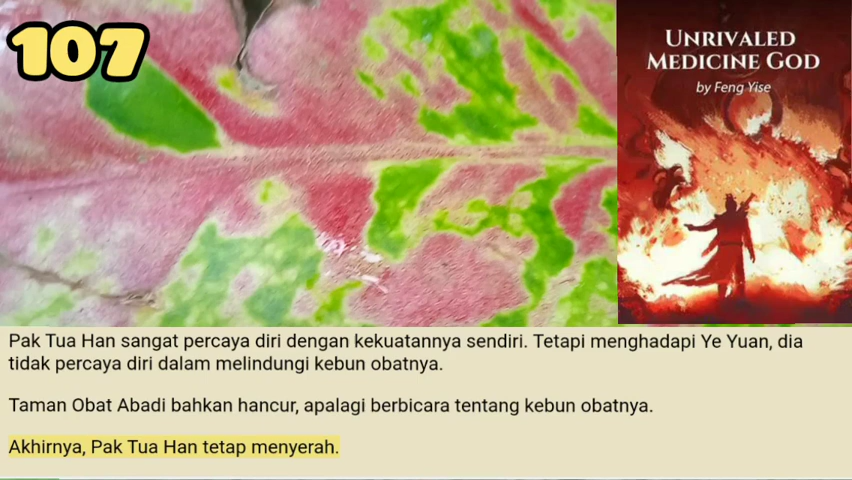 107
UNRIVALED
MEDICINE GOD
by Feng Yise
Pak Tua Han sangat percaya diri dengan kekuatannya sendiri. Tetapi menghadapi Ye Yuan, dia
tidak percaya diri dalam melindungi kebun obatnya.
Taman Obat Abadi bahkan hancur, apalagi berbicara tentang kebun obatnya.
Akhirnya, Pak Tua Han tetap menyerah.